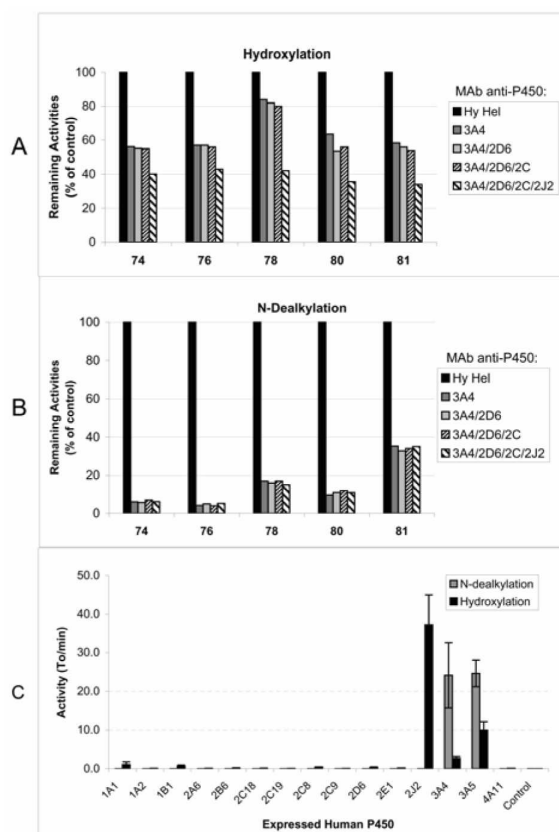 A
Hydroxylation
Remaining Activities
(% of control)
100
80
60
40
20
0
74 76 78 80 81
MAb anti-P450:
Hy Hel
3A4
3A4/2D6
3A4/2D6/2C
3A4/2D6/2C/2J2
B
N-Dealkylation
Remaining Activities
(% of control)
100
80
60
40
20
0
74 76 78 80 81
MAb anti-P450:
Hy Hel
3A4
3A4/2D6
3A4/2D6/2C
3A4/2D6/2C/2J2
C
Activity (To/min)
50.0
40.0
30.0
20.0
10.0
0.0
N-dealkylation
Hydroxylation
1A1 1A2 1B1 2A6 2B6 2C18 2C19 2C8 2C9 2D6 2E1 2J2 3A4 3A5 4A11 Control
Expressed Human P450